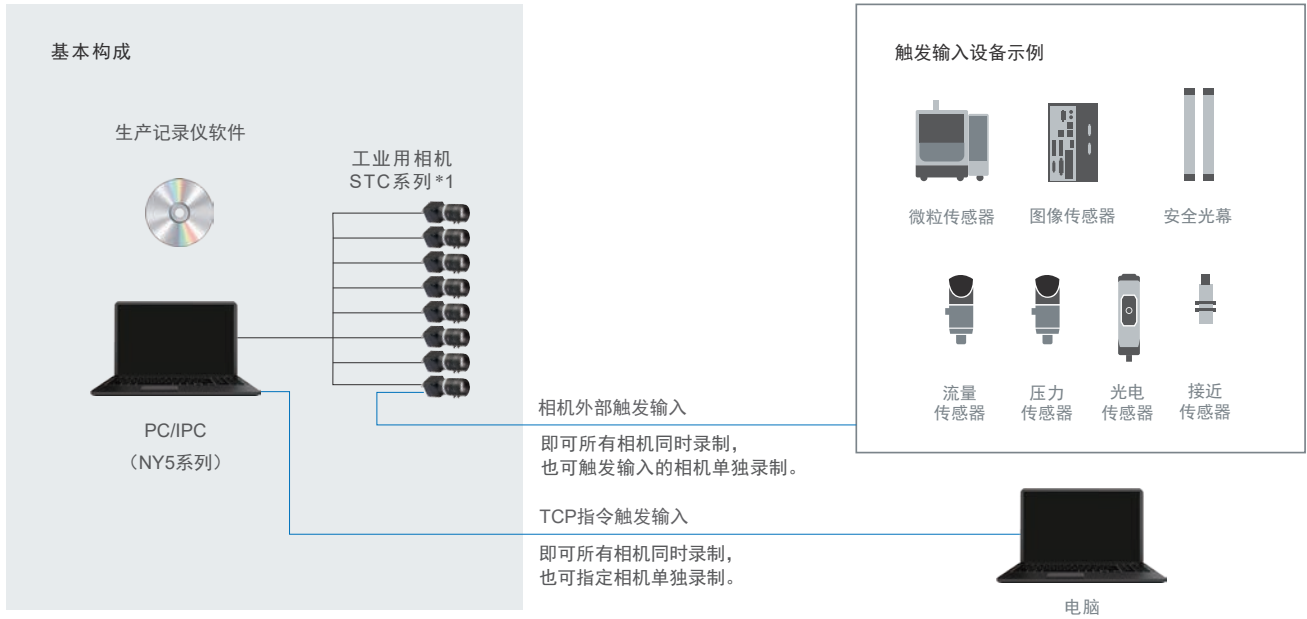 基本构成
生产记录仪软件
工业用相机
STC系列*1
PC/IPC
（NY5系列）
相机外部触发输入
即可所有相机同时录制，
也可触发输入的相机单独录制。
TCP指令触发输入
即可所有相机同时录制，
也可指定相机单独录制。
触发输入设备示例
微粒传感器
图像传感器
安全光幕
流量
传感器
压力
传感器
光电
传感器
接近
传感器
电脑